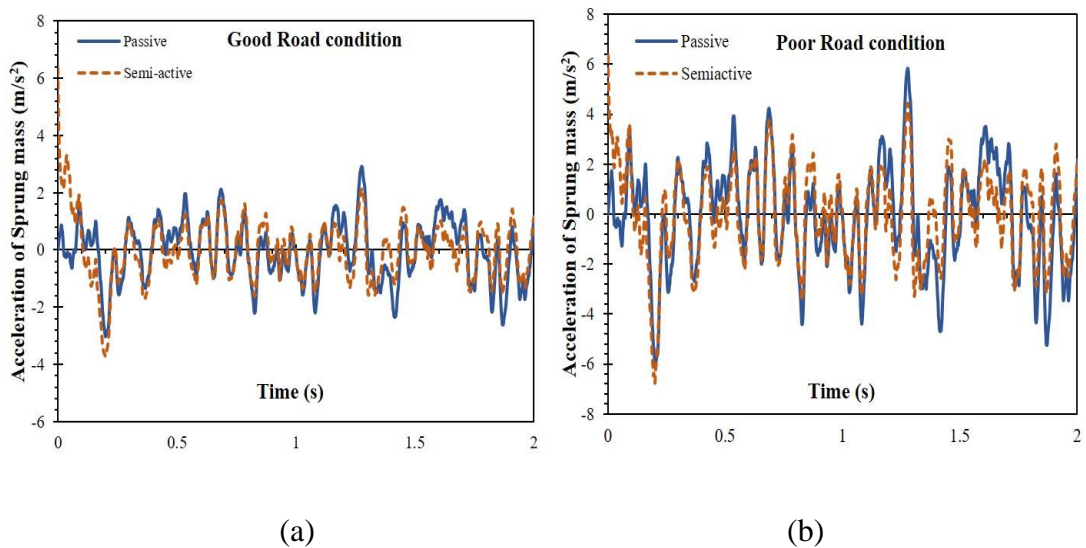 Good Road condition
Passive
Semi-active
Acceleration of Sprung mass (m/s²)
8
6
4
2
0
-2
-4
-6
Time (s)
0 0.5 1 1.5 2
(a)
Poor Road condition
Passive
Semiactive
Acceleration of Sprung mass (m/s²)
8
6
4
2
0
-2
-4
-6
-8
Time (s)
0 0.5 1 1.5 2
(b)